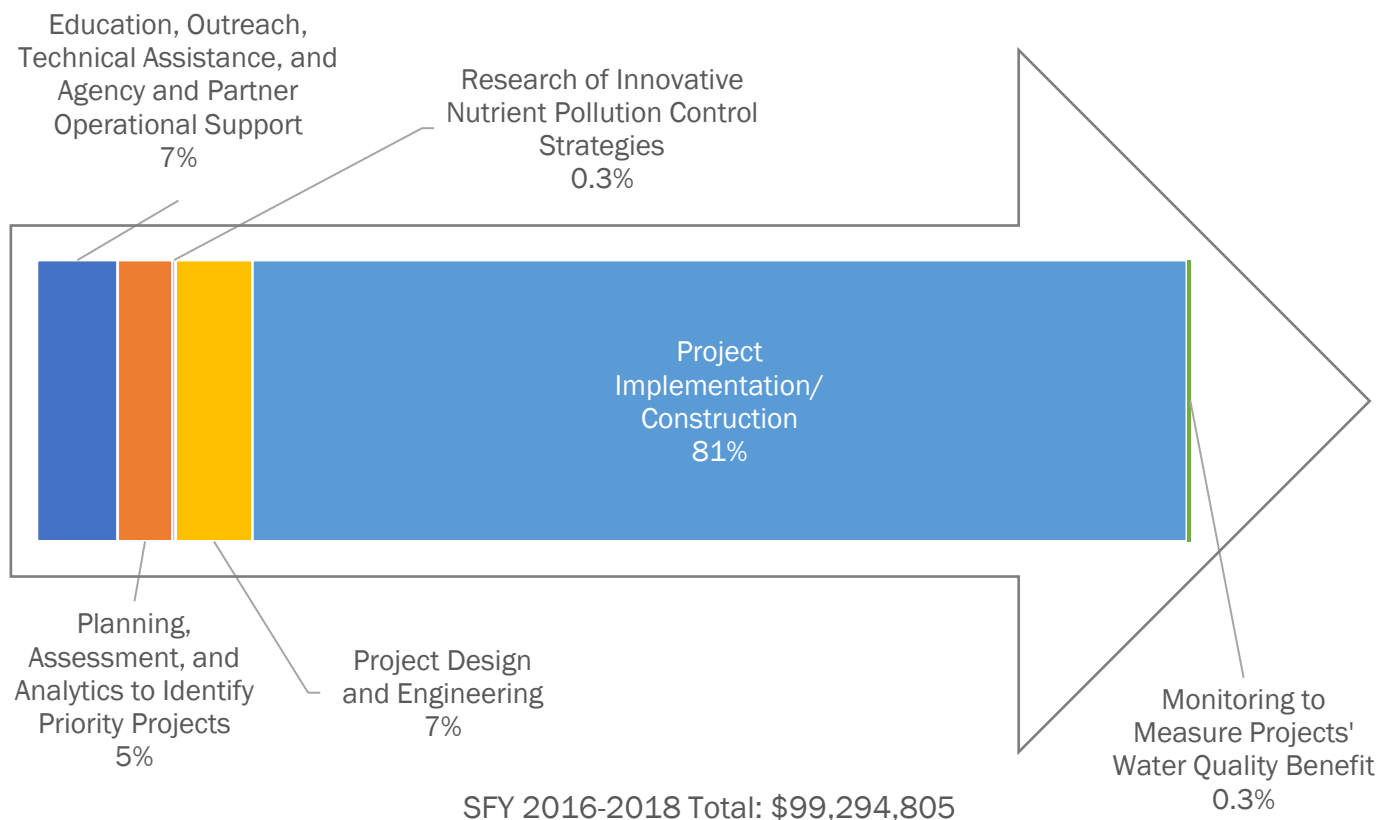 Education, Outreach,
Technical Assistance, and
Agency and Partner
Operational Support
7%
Research of Innovative
Nutrient Pollution Control
Strategies
0.3%
Project
Implementation/
Construction
81%
Planning,
Assessment, and
Analytics to Identify
Priority Projects
5%
Project Design
and Engineering
7%
Monitoring to
Measure Projects'
Water Quality Benefit
0.3%
SFY 2016-2018 Total: $99,294,805